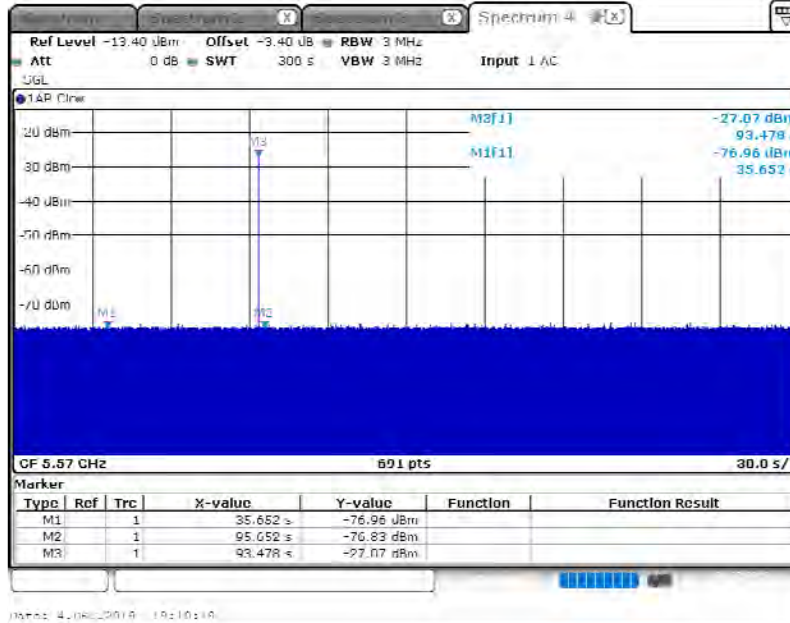 Spectrum 4
Ref Level -13.40 dBm Offset -3.40 dB RBW 3 MHz
Att 0 dB SWT 300 s VBW 3 MHz Input 1 AC
SGL
1AP Clrw
M3[1] -27.07 dBm
93.478
M1[1] -76.96 dBm
35.652
-20 dBm
M3
-30 dBm
-40 dBm
-50 dBm
-60 dBm
-70 dBm
M1 M2
CF 5.57 GHz 691 pts 30.0 s/
Marker
Type Ref Trc X-value Y-value Function Function Result
M1 1 35.652 s -76.96 dBm
M2 1 95.652 s -76.83 dBm
M3 1 93.478 s -27.07 dBm